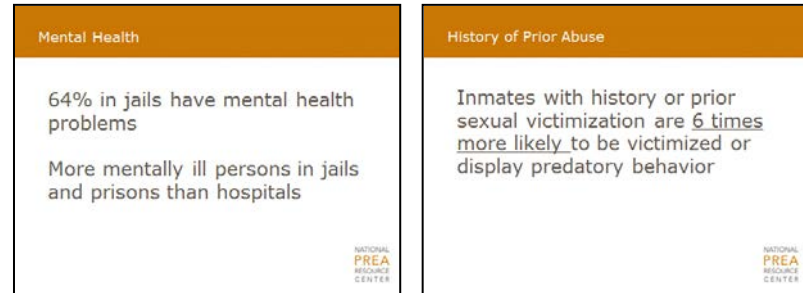 Mental Health
64% in jails have mental health
problems
More mentally ill persons in jails
and prisons than hospitals
NATIONAL
PREA
RESOURCE
CENTER
History of Prior Abuse
Inmates with history or prior
sexual victimization are 6 times
more likely to be victimized or
display predatory behavior
NATIONAL
PREA
RESOURCE
CENTER